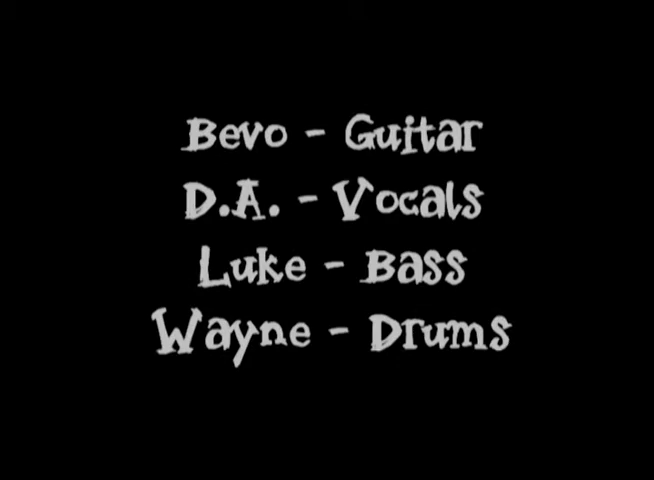 Bevo - Guitar
D.A. - Vocals
Luke - Bass
Wayne - Drums